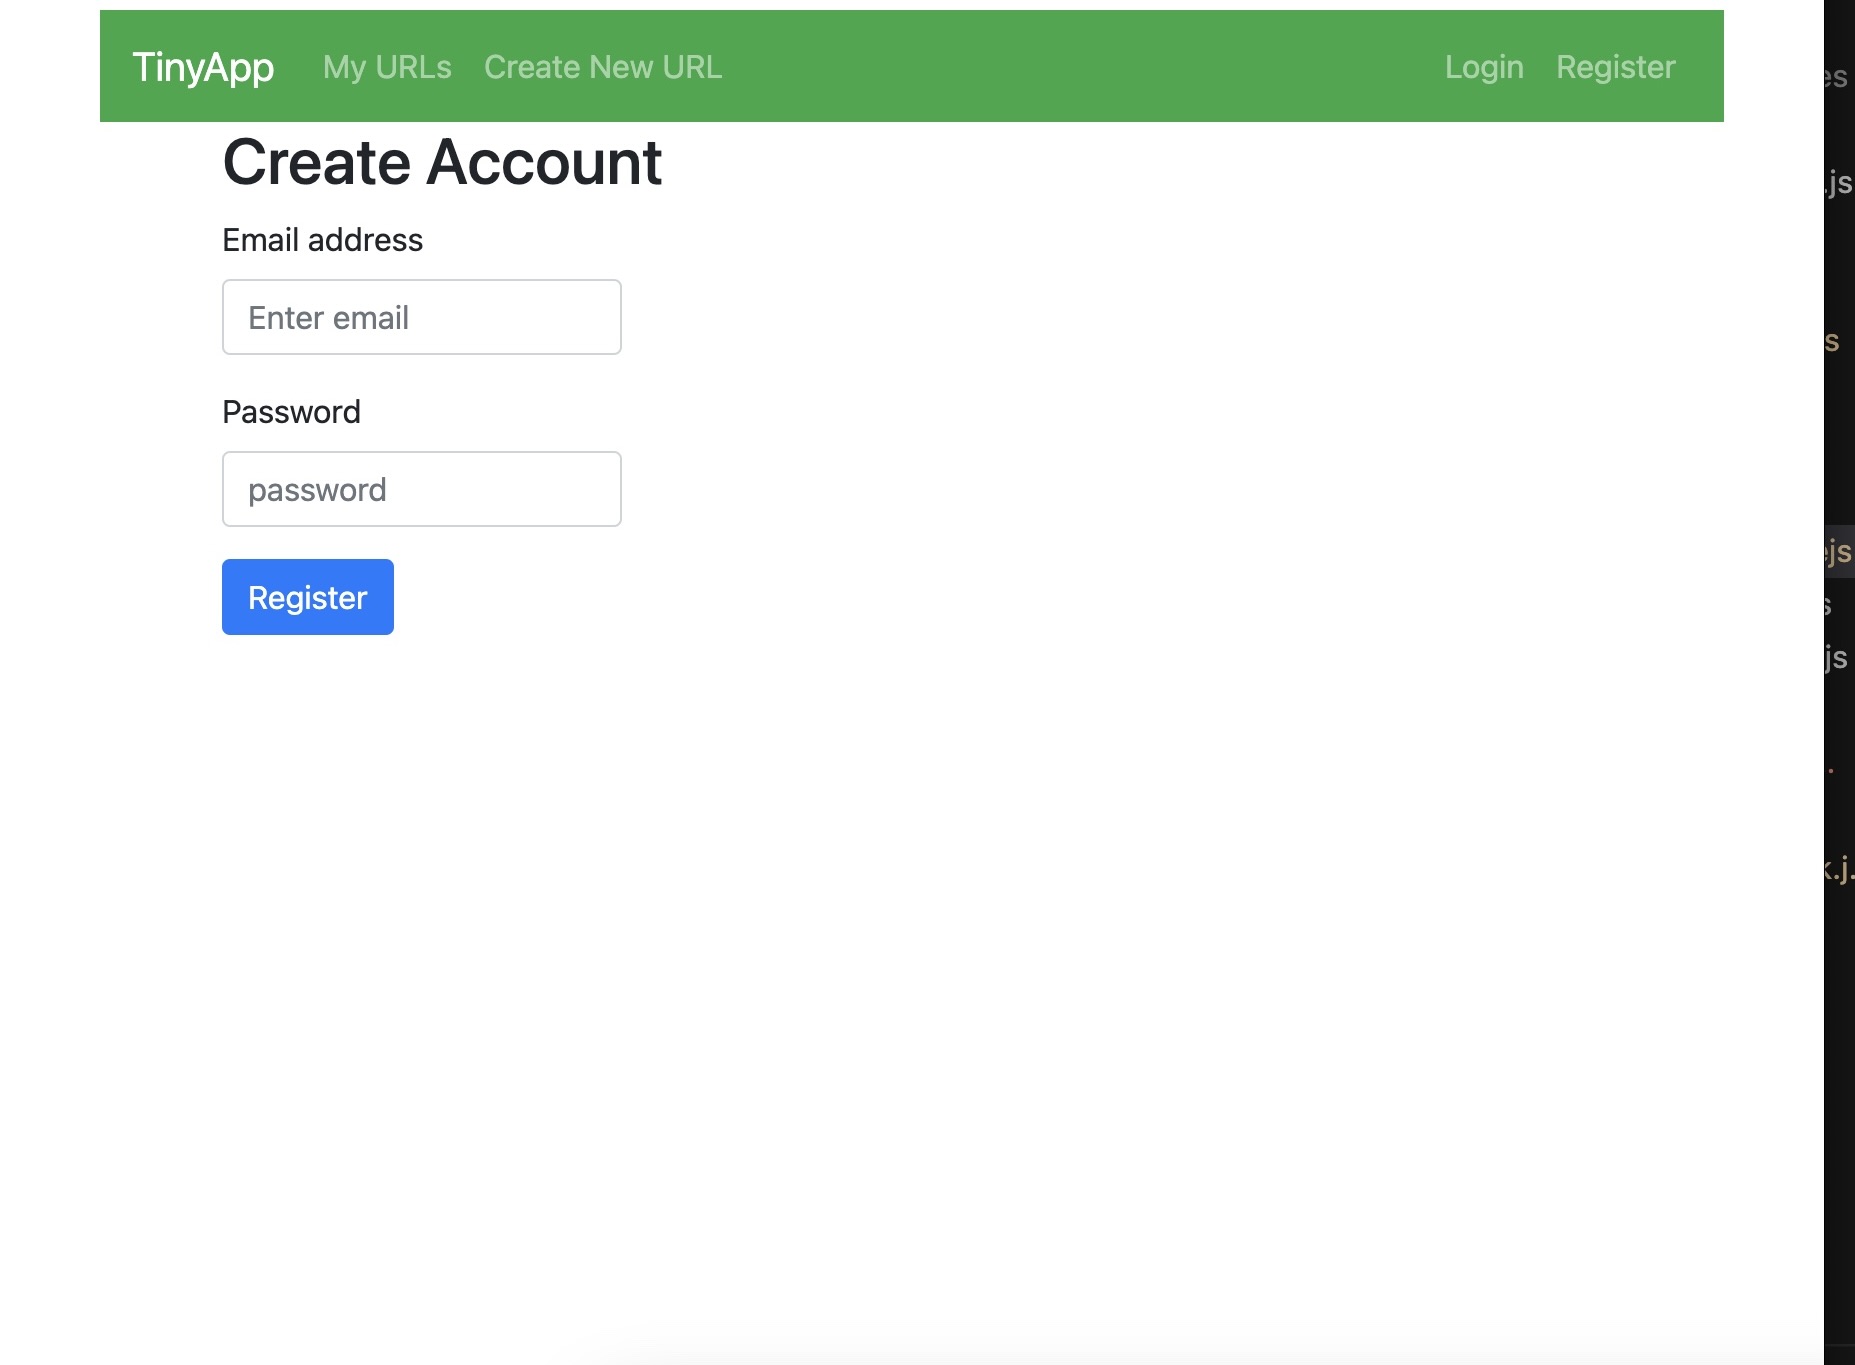 TinyApp My URLs Create New URL Login Register
Create Account
Email address
Enter email
Password
password
Register
es
.js
s
ejs
s
js
k.j.